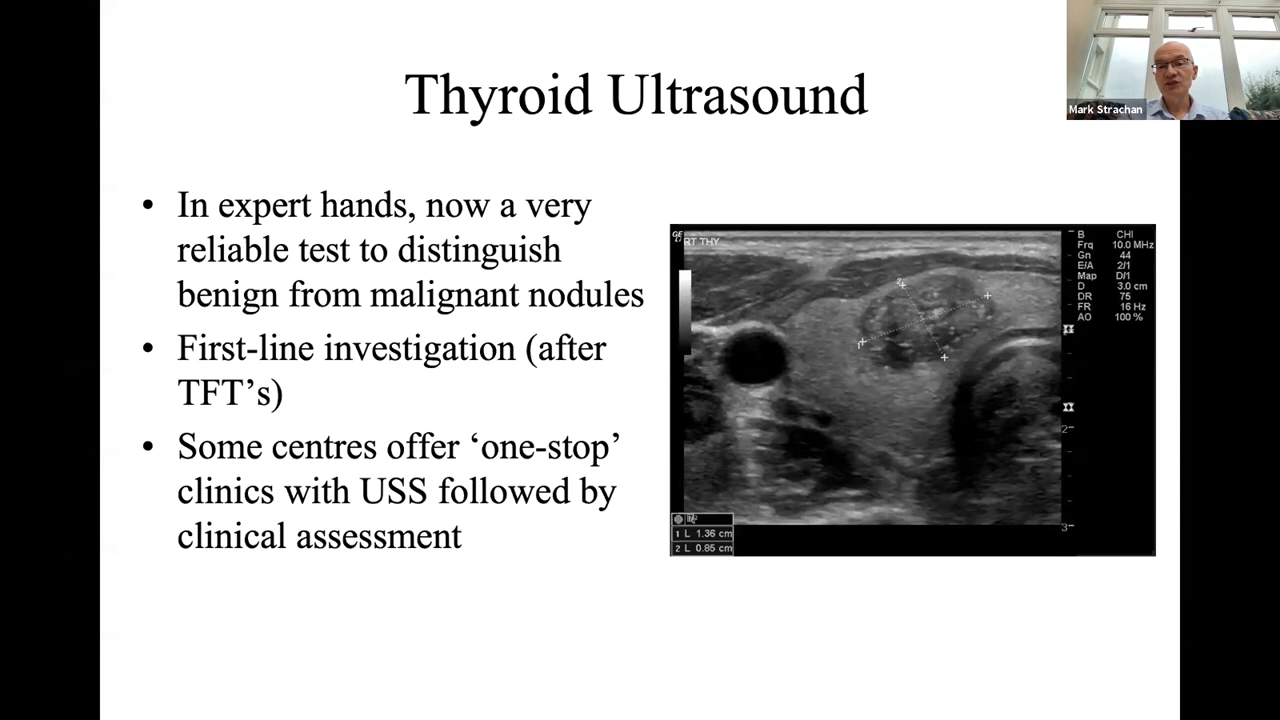 Thyroid Ultrasound
Mark Strachan
• In expert hands, now a very
reliable test to distinguish
benign from malignant nodules
• First-line investigation (after
TFT’s)
• Some centres offer ‘one-stop’
clinics with USS followed by
clinical assessment
RT THY
B CHI
Frq 10.0 MHz
Gn 44
E/A 2/1
Map D/1
D 3.0 cm
DR 75
FR 16 Hz
AO 100 %
2
3
1 L 1.36 cm
2 L 0.85 cm